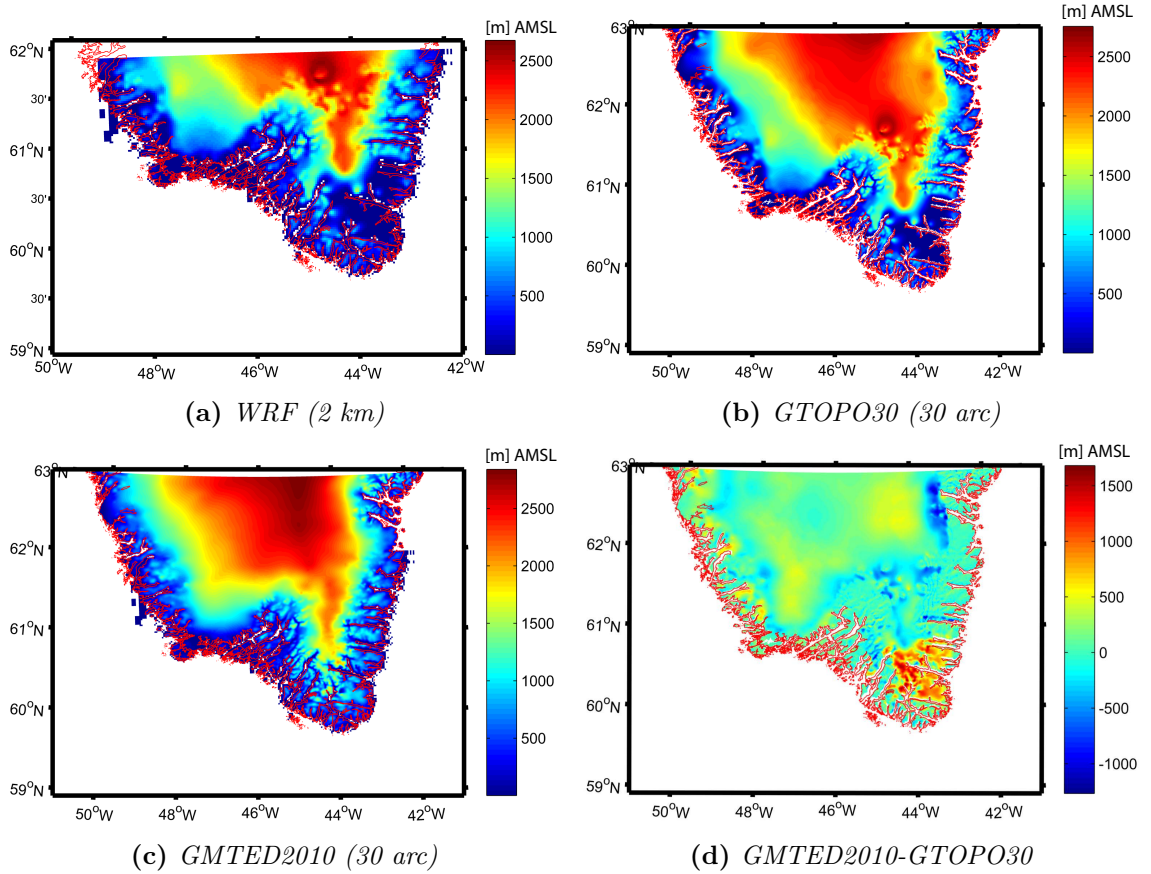 [m] AMSL
62°N
30'
61°N
30'
60°N
30'
59°N
50°W 48°W 46°W 44°W 42°W
2500
2000
1500
1000
500
(a) WRF (2 km)
[m] AMSL
63°N
62°N
61°N
60°N
59°N
50°W 48°W 46°W 44°W 42°W
2500
2000
1500
1000
500
(b) GTOPO30 (30 arc)
[m] AMSL
63°N
62°N
61°N
60°N
59°N
50°W 48°W 46°W 44°W 42°W
2500
2000
1500
1000
500
(c) GMTED2010 (30 arc)
[m] AMSL
63°N
62°N
61°N
60°N
59°N
50°W 48°W 46°W 44°W 42°W
1500
1000
500
0
-500
-1000
(d) GMTED2010-GTOPO30